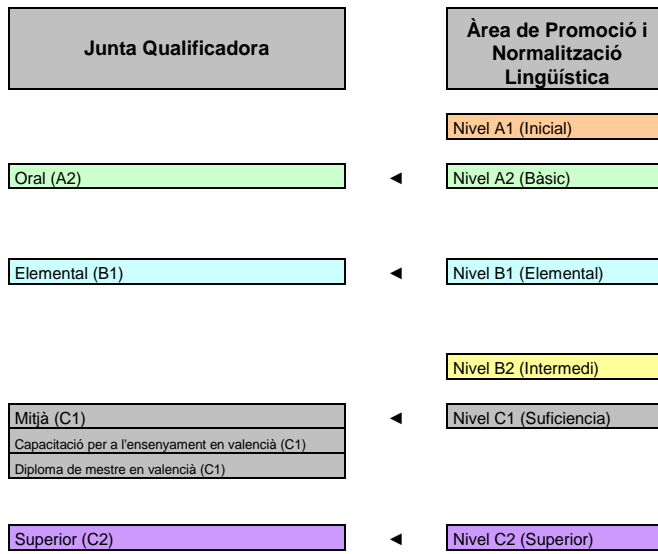 Junta Qualificadora
Àrea de Promoció i
Normalització
Lingüística
Nivel A1 (Inicial)
Oral (A2) ◄ Nivel A2 (Bàsic)
Elemental (B1) ◄ Nivel B1 (Elemental)
Nivel B2 (Intermedi)
Mitjà (C1) ◄ Nivel C1 (Suficiencia)
Capacitació per a l'ensenyament en valencià (C1)
Diploma de mestre en valencià (C1)
Superior (C2) ◄ Nivel C2 (Superior)